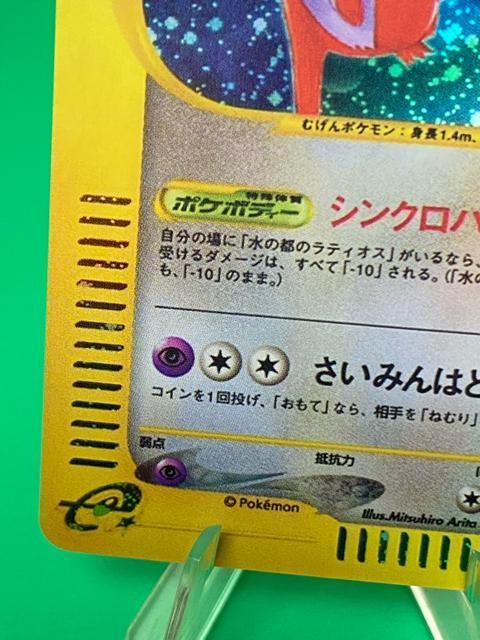 むげんポケモン：身長1.4m、
特殊体質
ポケボディー
シンクロバ
自分の場に「水の都のラティオス」がいるなら、
受けるダメージは、すべて「-10」される。(「水の
も、「-10」のまま。)
さいみんはど
コインを1回投げ、「おもて」なら、相手を「ねむり」
弱点
抵抗力
© Pokémon
Illus.Mitsuhiro Arita
e